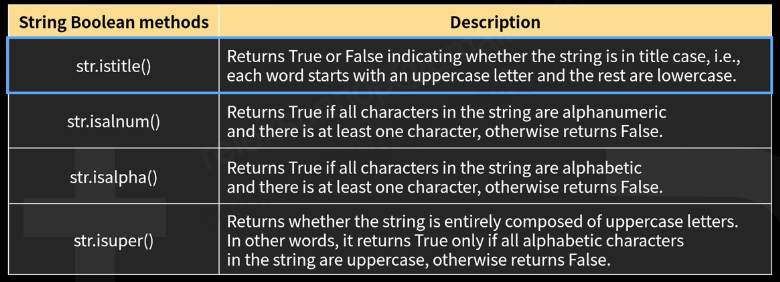 String Boolean methods
Description
str.istitle()
Returns True or False indicating whether the string is in title case, i.e.,
each word starts with an uppercase letter and the rest are lowercase.
str.isalnum()
Returns True if all characters in the string are alphanumeric
and there is at least one character, otherwise returns False.
str.isalpha()
Returns True if all characters in the string are alphabetic
and there is at least one character, otherwise returns False.
str.isuper()
Returns whether the string is entirely composed of uppercase letters.
In other words, it returns True only if all alphabetic characters
in the string are uppercase, otherwise returns False.